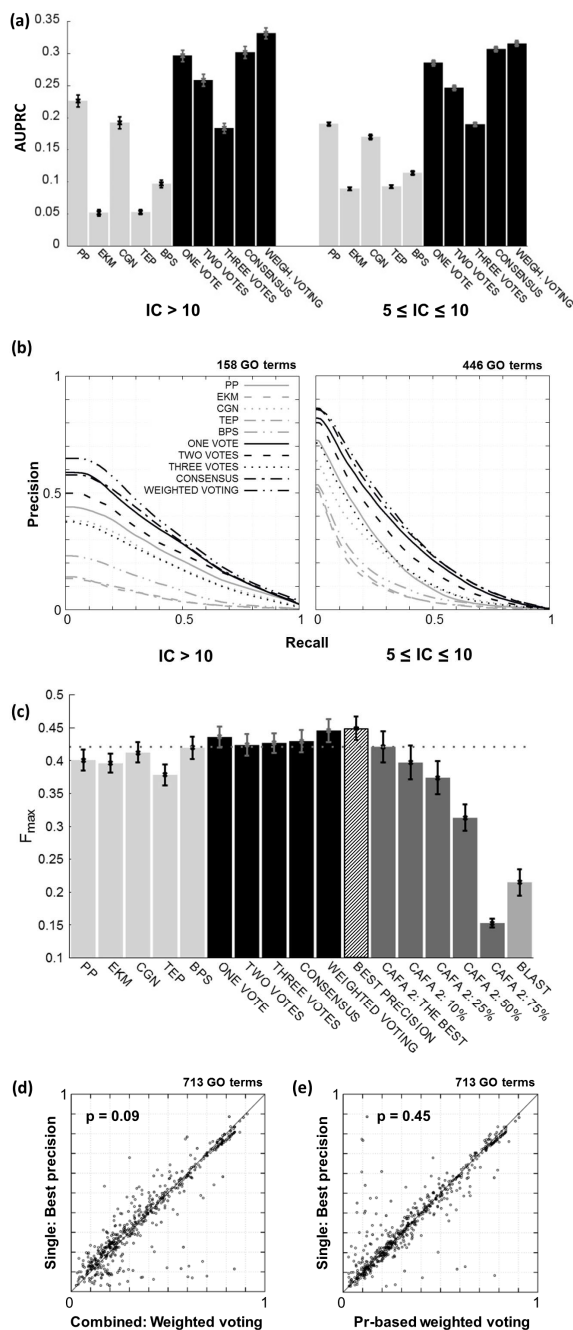 (a)
AUPRC
0.35
0.3
0.25
0.2
0.15
0.1
0.05
0
PP
EKM
CGN
TEP
BPS
ONE VOTE
TWO VOTES
THREE VOTES
CONSENSUS
WEIGH. VOTING
PP
EKM
CGN
TEP
BPS
ONE VOTE
TWO VOTES
THREE VOTES
CONSENSUS
WEIGH. VOTING
IC > 10
5 ≤ IC ≤ 10
(b)
158 GO terms
446 GO terms
Precision
1
0.5
0
PP
EKM
CGN
TEP
BPS
ONE VOTE
TWO VOTES
THREE VOTES
CONSENSUS
WEIGHTED VOTING
0
0.5
1
0
0.5
1
Recall
IC > 10
5 ≤ IC ≤ 10
(c)
Fmax
0.5
0.45
0.4
0.35
0.3
0.25
0.2
0.15
0.1
PP
EKM
CGN
TEP
BPS
ONE VOTE
TWO VOTES
THREE VOTES
CONSENSUS
WEIGHTED VOTING
BEST PRECISION
CAFA 2: THE BEST
CAFA 2: 10%
CAFA 2: 25%
CAFA 2: 50%
CAFA 2: 75%
BLAST
(d)
713 GO terms
1
p = 0.09
Single: Best precision
0
1
Combined: Weighted voting
(e)
713 GO terms
1
p = 0.45
Single: Best precision
0
1
Pr-based weighted voting